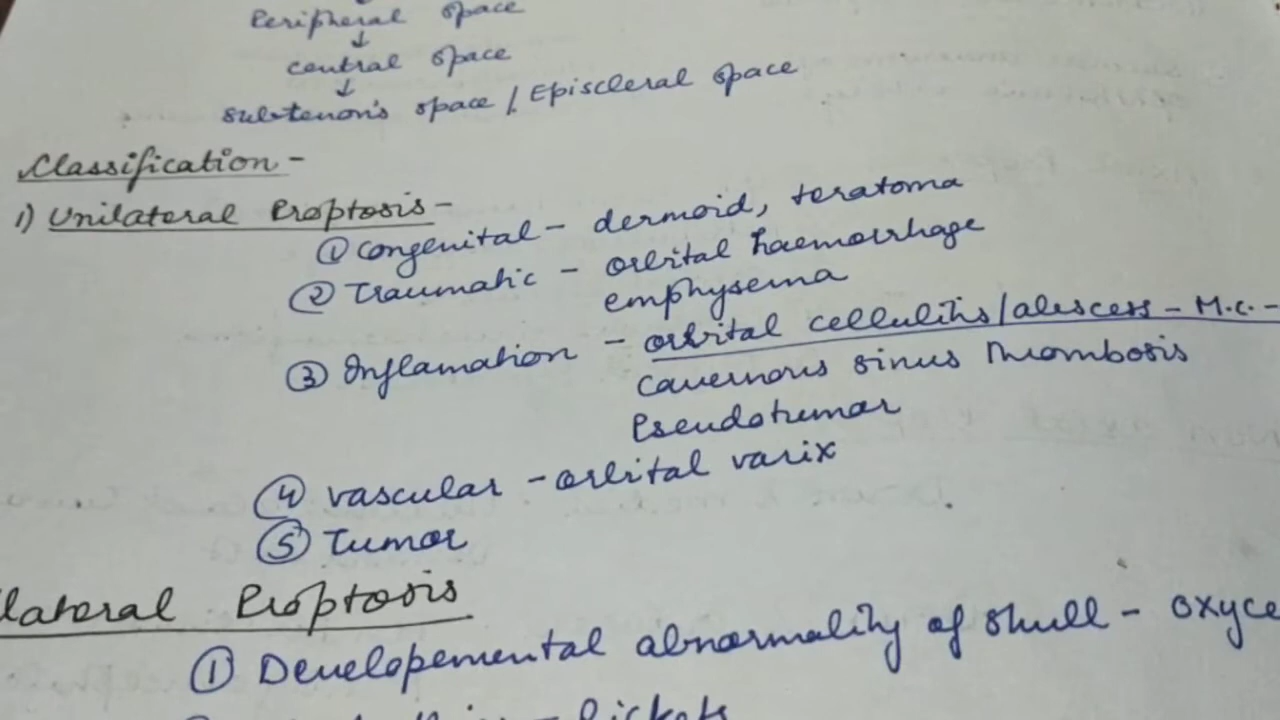 Peripheral space
↓
central space
↓
subtenon's space / Episcleral space
Classification -
1) Unilateral Proptosis -
① congenital - dermoid, teratoma
② Traumatic - orbital haemorrhage
emphysema
③ Inflamation - orbital cellulitis/abscess - M.C. -
cavernous sinus Thrombosis
Pseudotumar
④ vascular - orbital varix
⑤ Tumor
lateral Proptosis
① Developemental abnormality of skull - oxyce
- Rickets